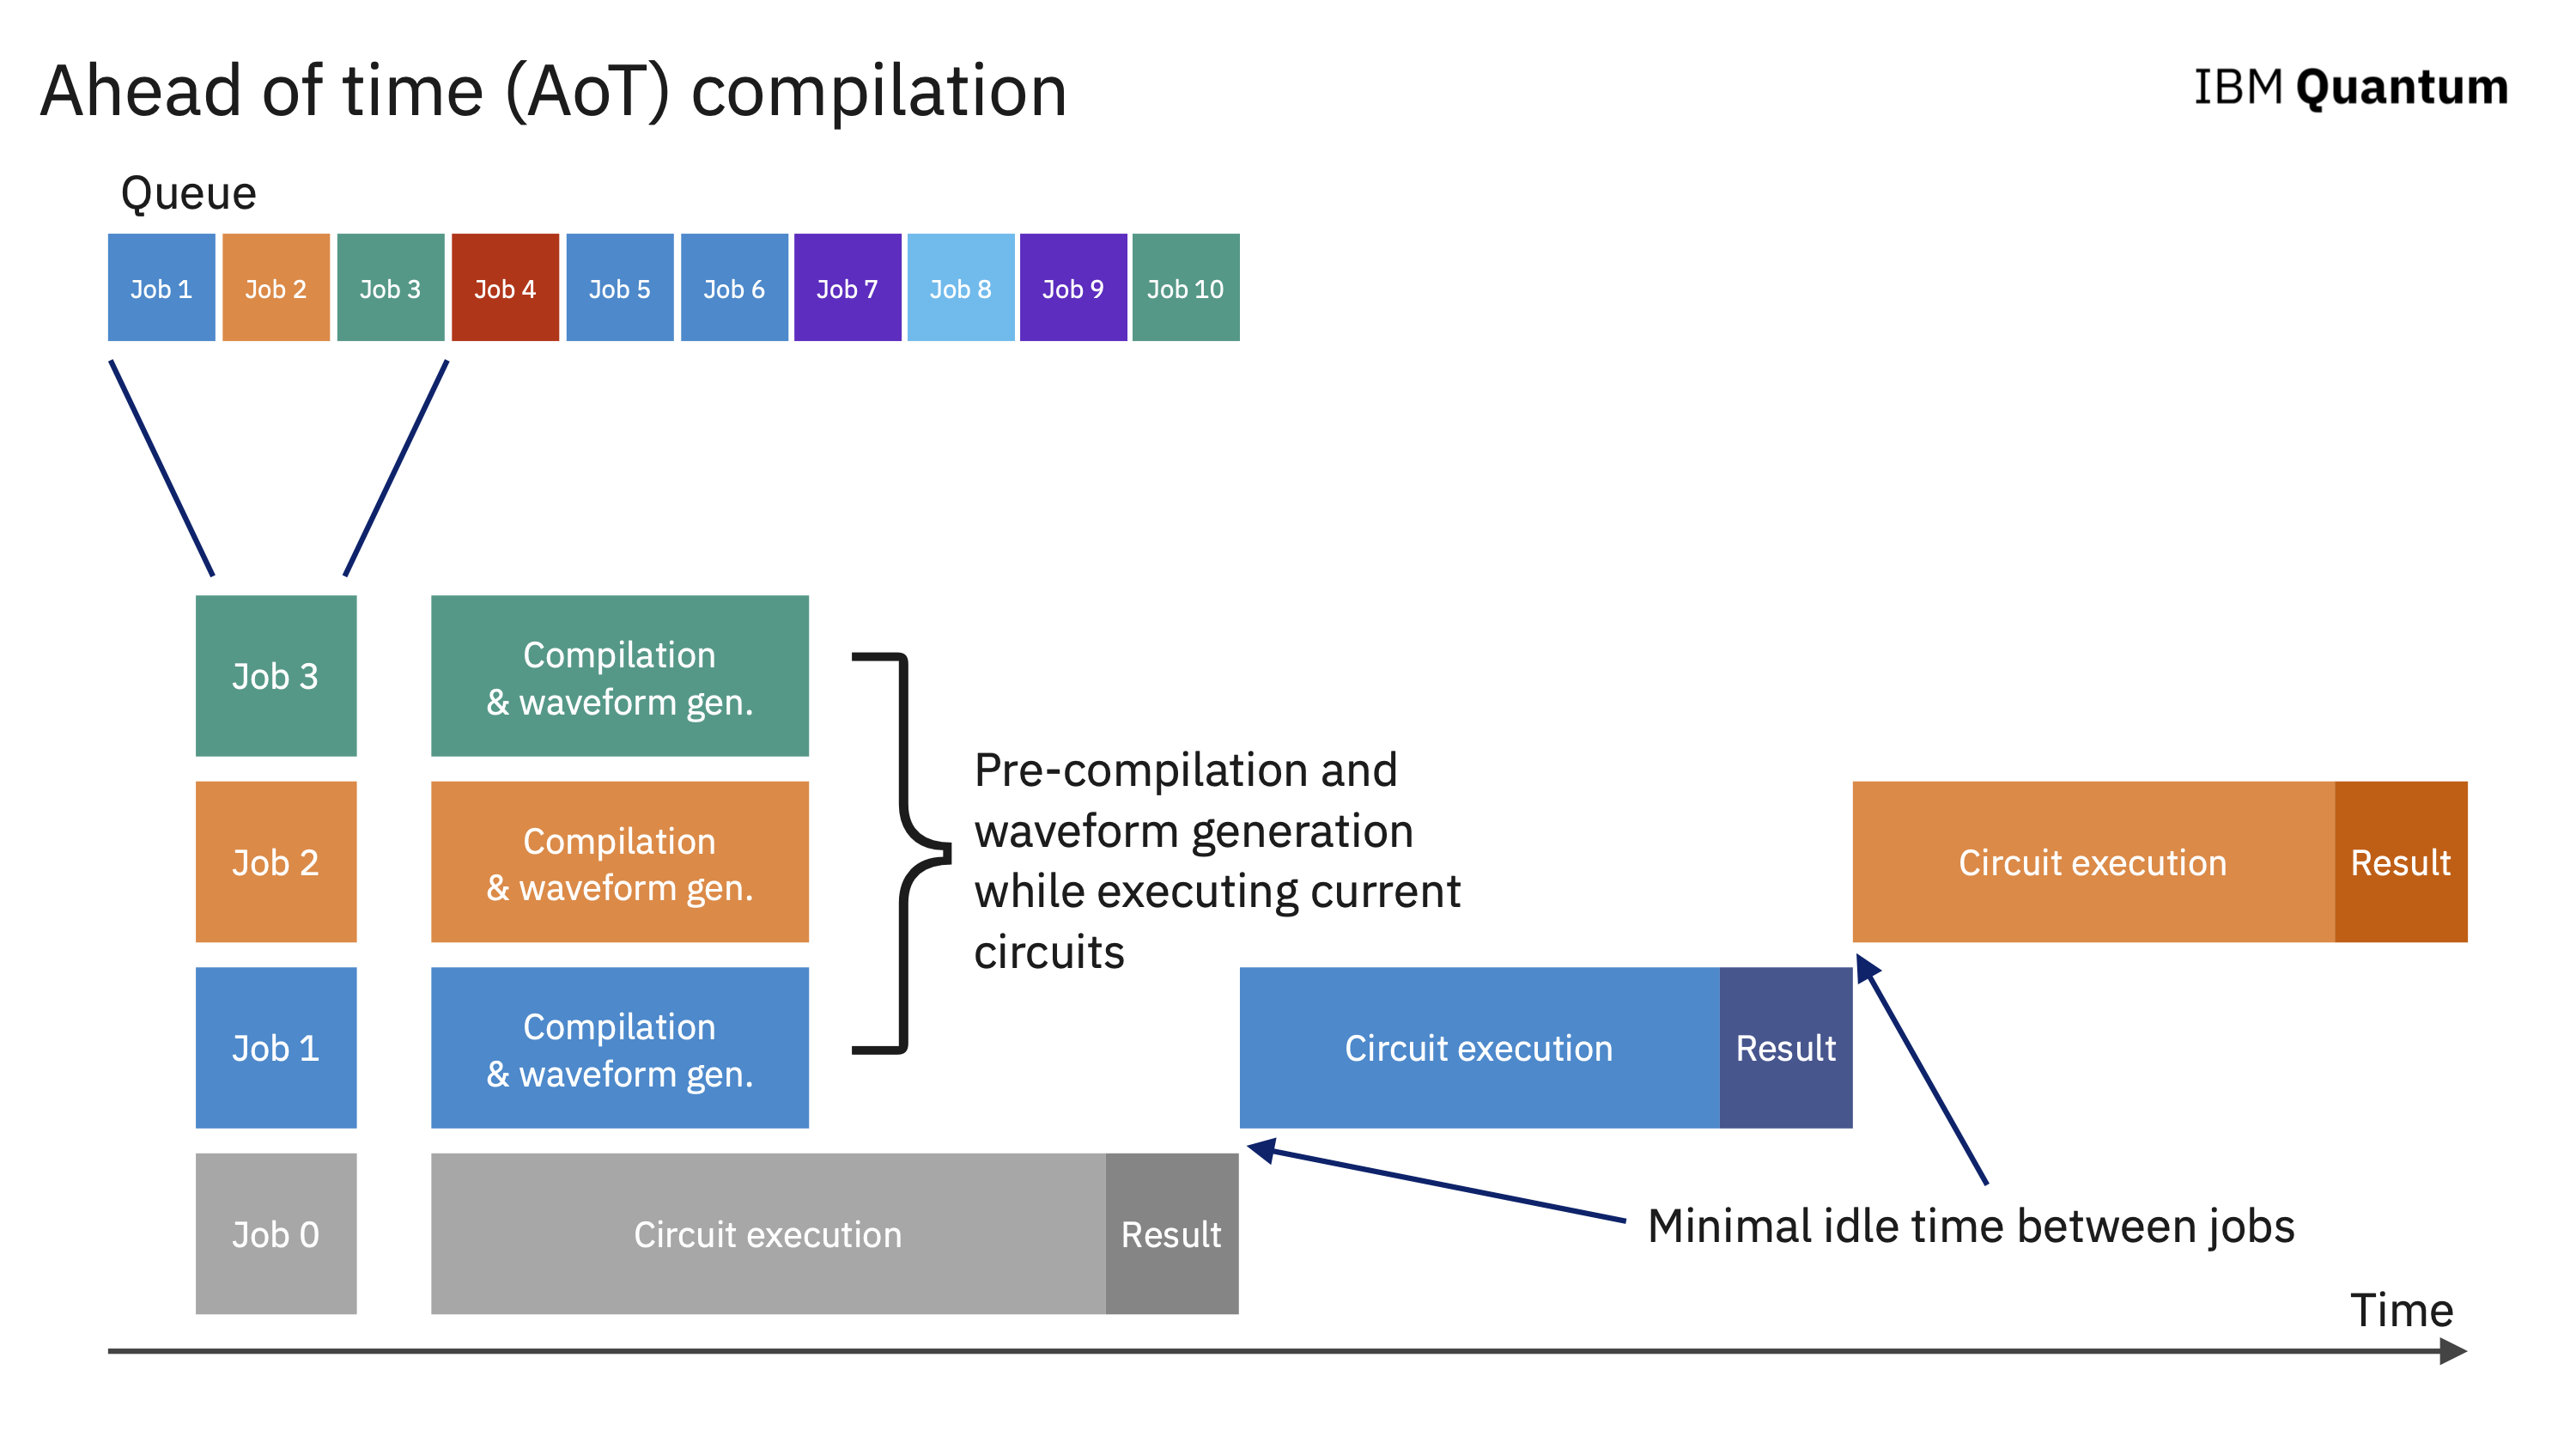 Ahead of time (AoT) compilation
IBM Quantum
Queue
Job 1
Job 2
Job 3
Job 4
Job 5
Job 6
Job 7
Job 8
Job 9
Job 10
Job 3
Compilation
& waveform gen.
Job 2
Compilation
& waveform gen.
Job 1
Compilation
& waveform gen.
Pre-compilation and
waveform generation
while executing current
circuits
Circuit execution
Result
Circuit execution
Result
Job 0
Circuit execution
Result
Minimal idle time between jobs
Time